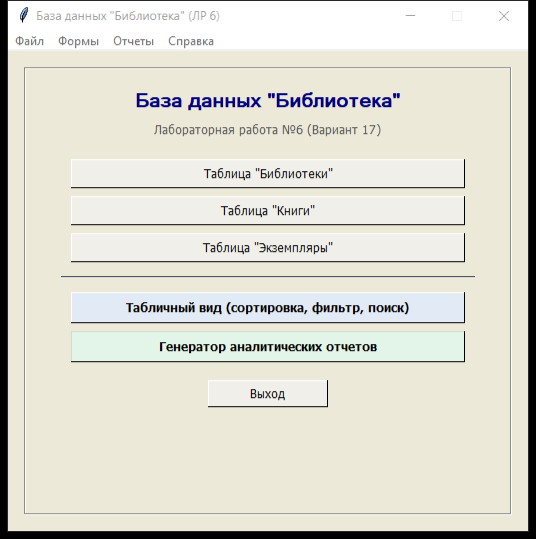 База данных "Библиотека" (ЛР 6)
Файл Формы Отчеты Справка
База данных "Библиотека"
Лабораторная работа №6 (Вариант 17)
Таблица "Библиотеки"
Таблица "Книги"
Таблица "Экземпляры"
Табличный вид (сортировка, фильтр, поиск)
Генератор аналитических отчетов
Выход